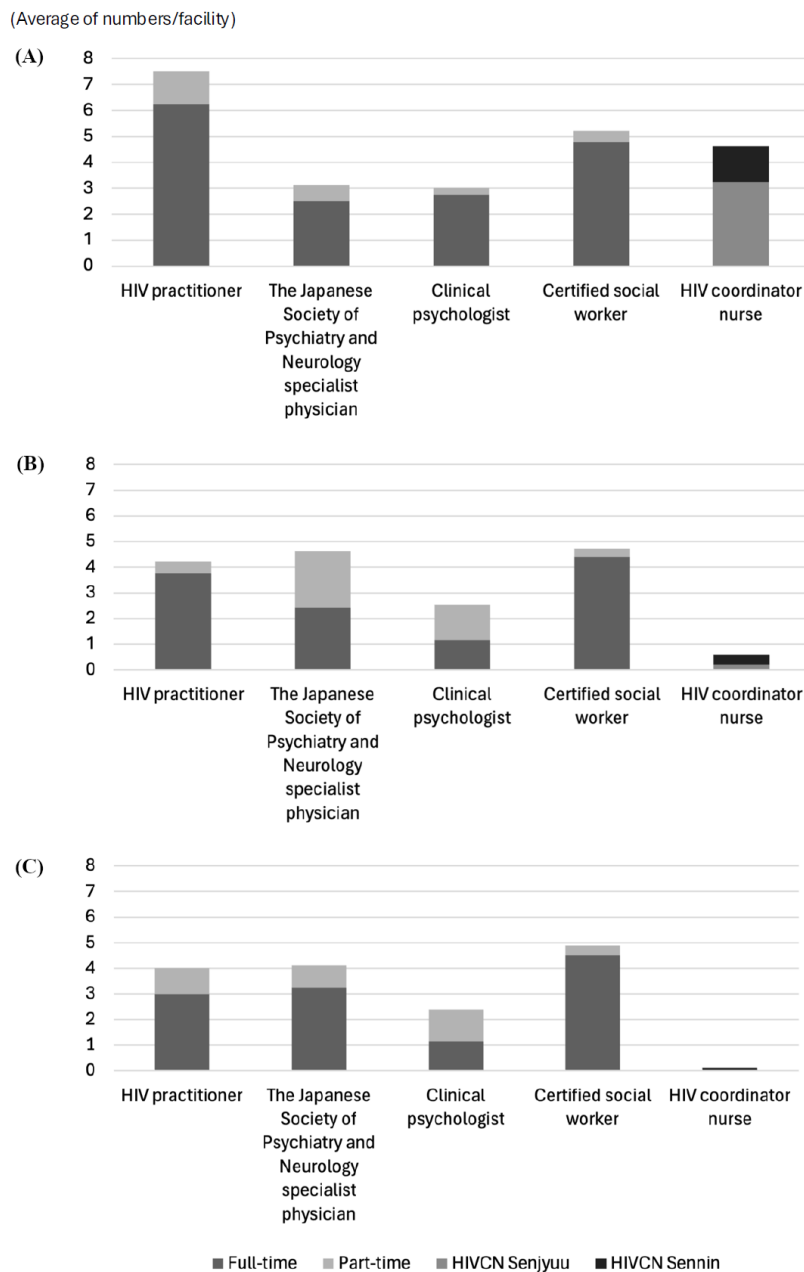 (Average of numbers/facility)
(A)
8
7
6
5
4
3
2
1
0
HIV practitioner
The Japanese
Society of
Psychiatry and
Neurology
specialist
physician
Clinical
psychologist
Certified social
worker
HIV coordinator
nurse
(B)
8
7
6
5
4
3
2
1
0
HIV practitioner
The Japanese
Society of
Psychiatry and
Neurology
specialist
physician
Clinical
psychologist
Certified social
worker
HIV coordinator
nurse
(C)
8
7
6
5
4
3
2
1
0
HIV practitioner
The Japanese
Society of
Psychiatry and
Neurology
specialist
physician
Clinical
psychologist
Certified social
worker
HIV coordinator
nurse
Full-time Part-time HIVCN Senjyuu HIVCN Sennin